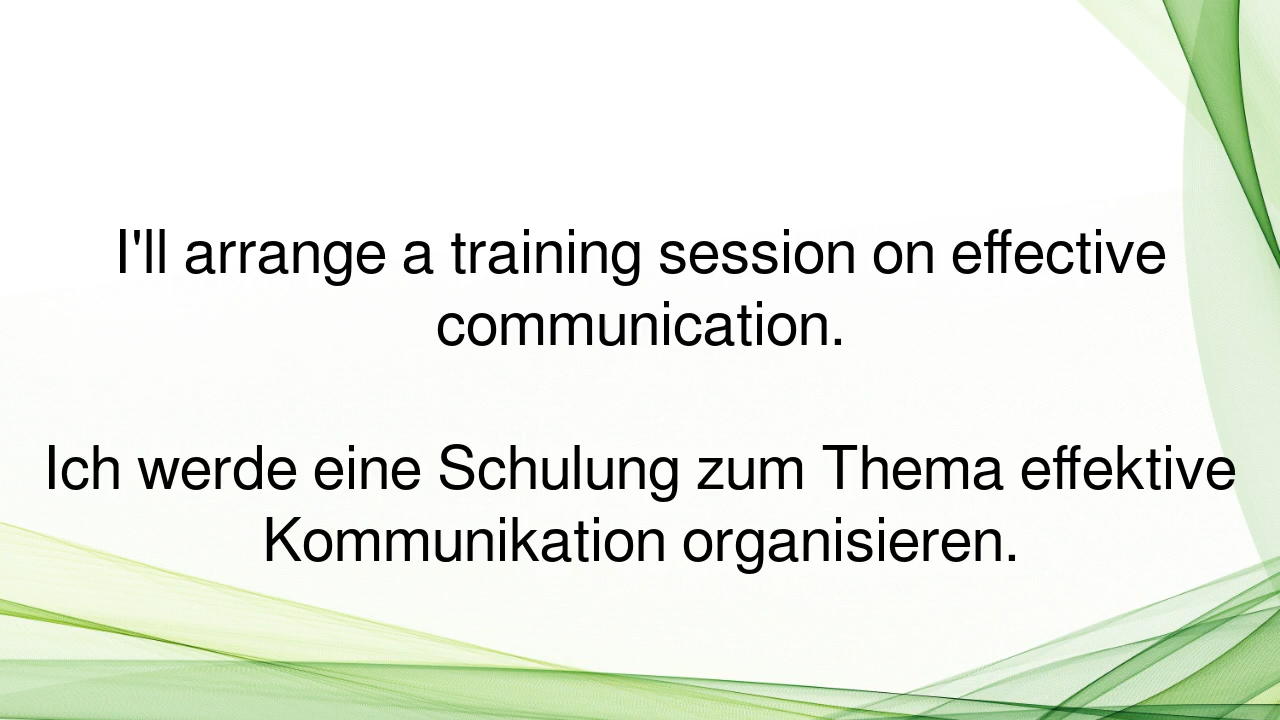 I'll arrange a training session on effective
communication.
Ich werde eine Schulung zum Thema effektive
Kommunikation organisieren.